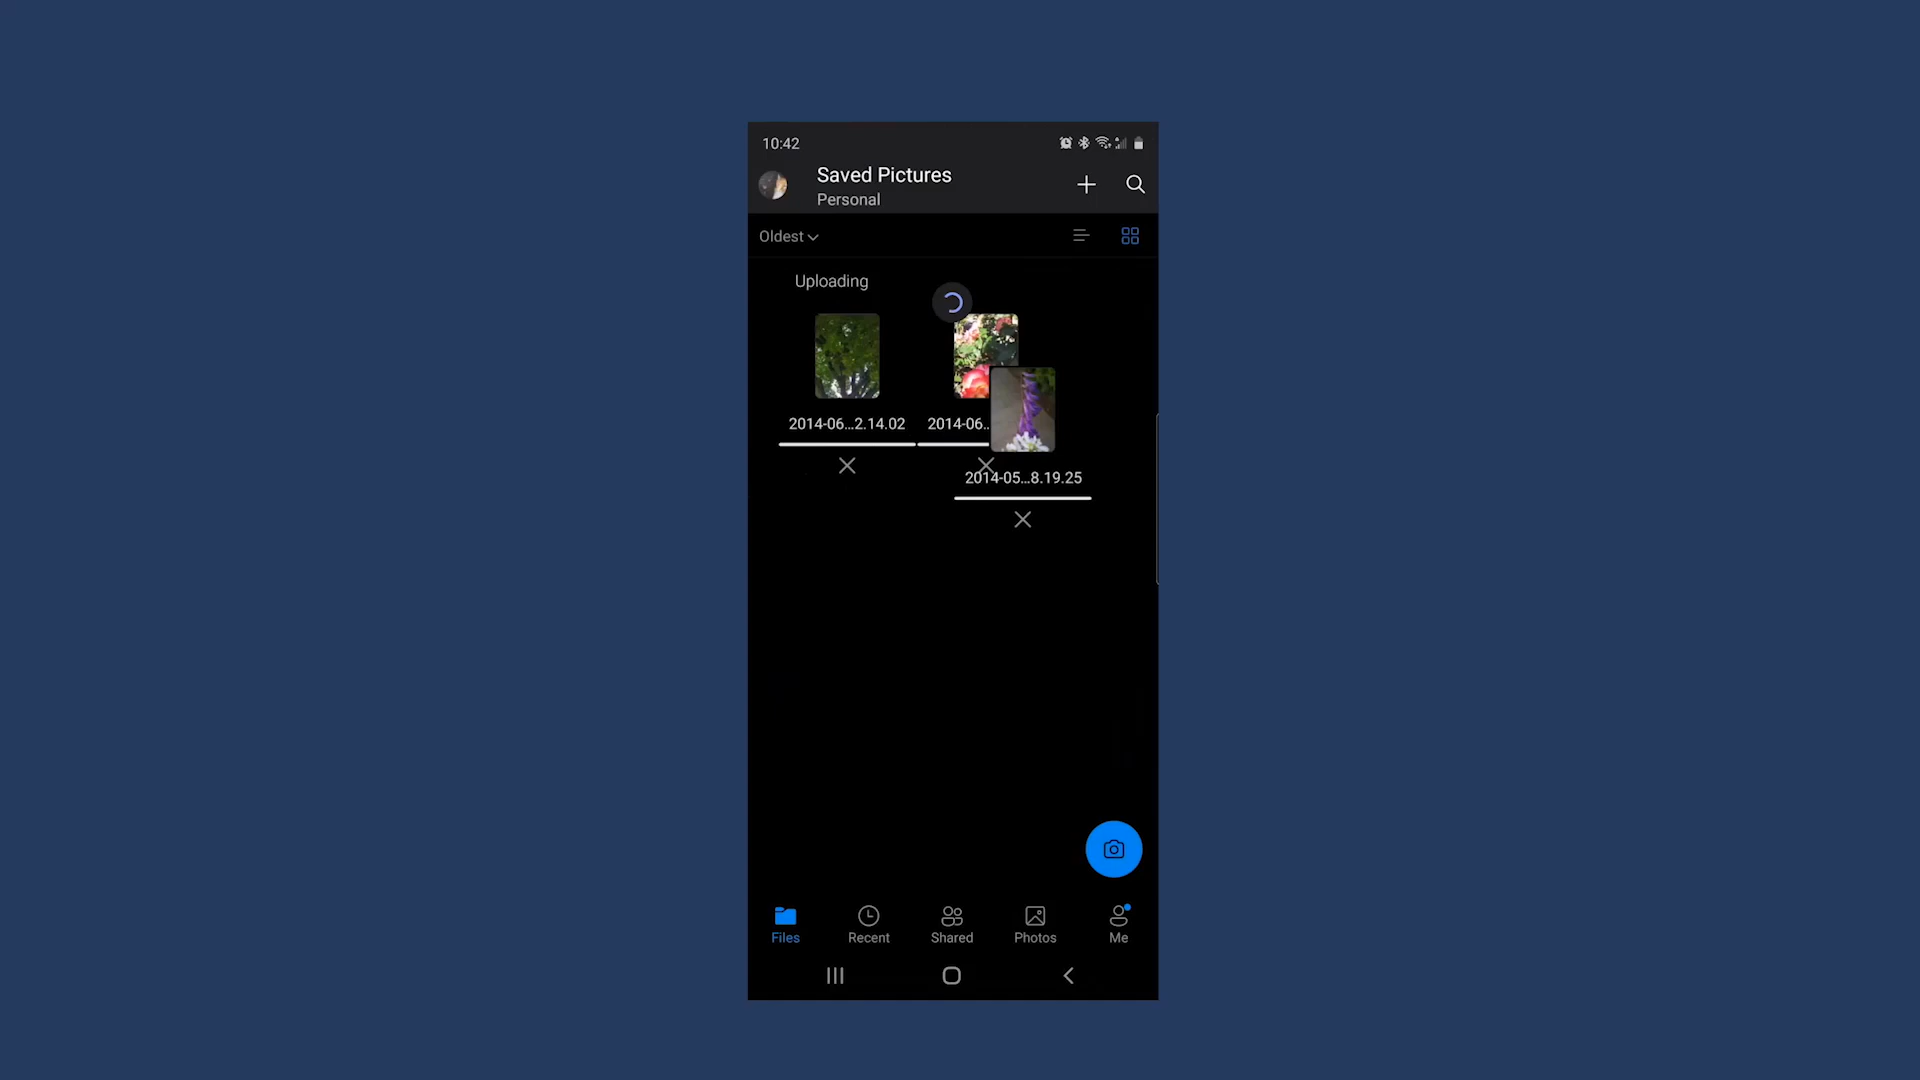 10:42
Saved Pictures
Personal
Oldest
Uploading
2014-06...2.14.02
2014-06..
2014-05...8.19.25
Files
Recent
Shared
Photos
Me